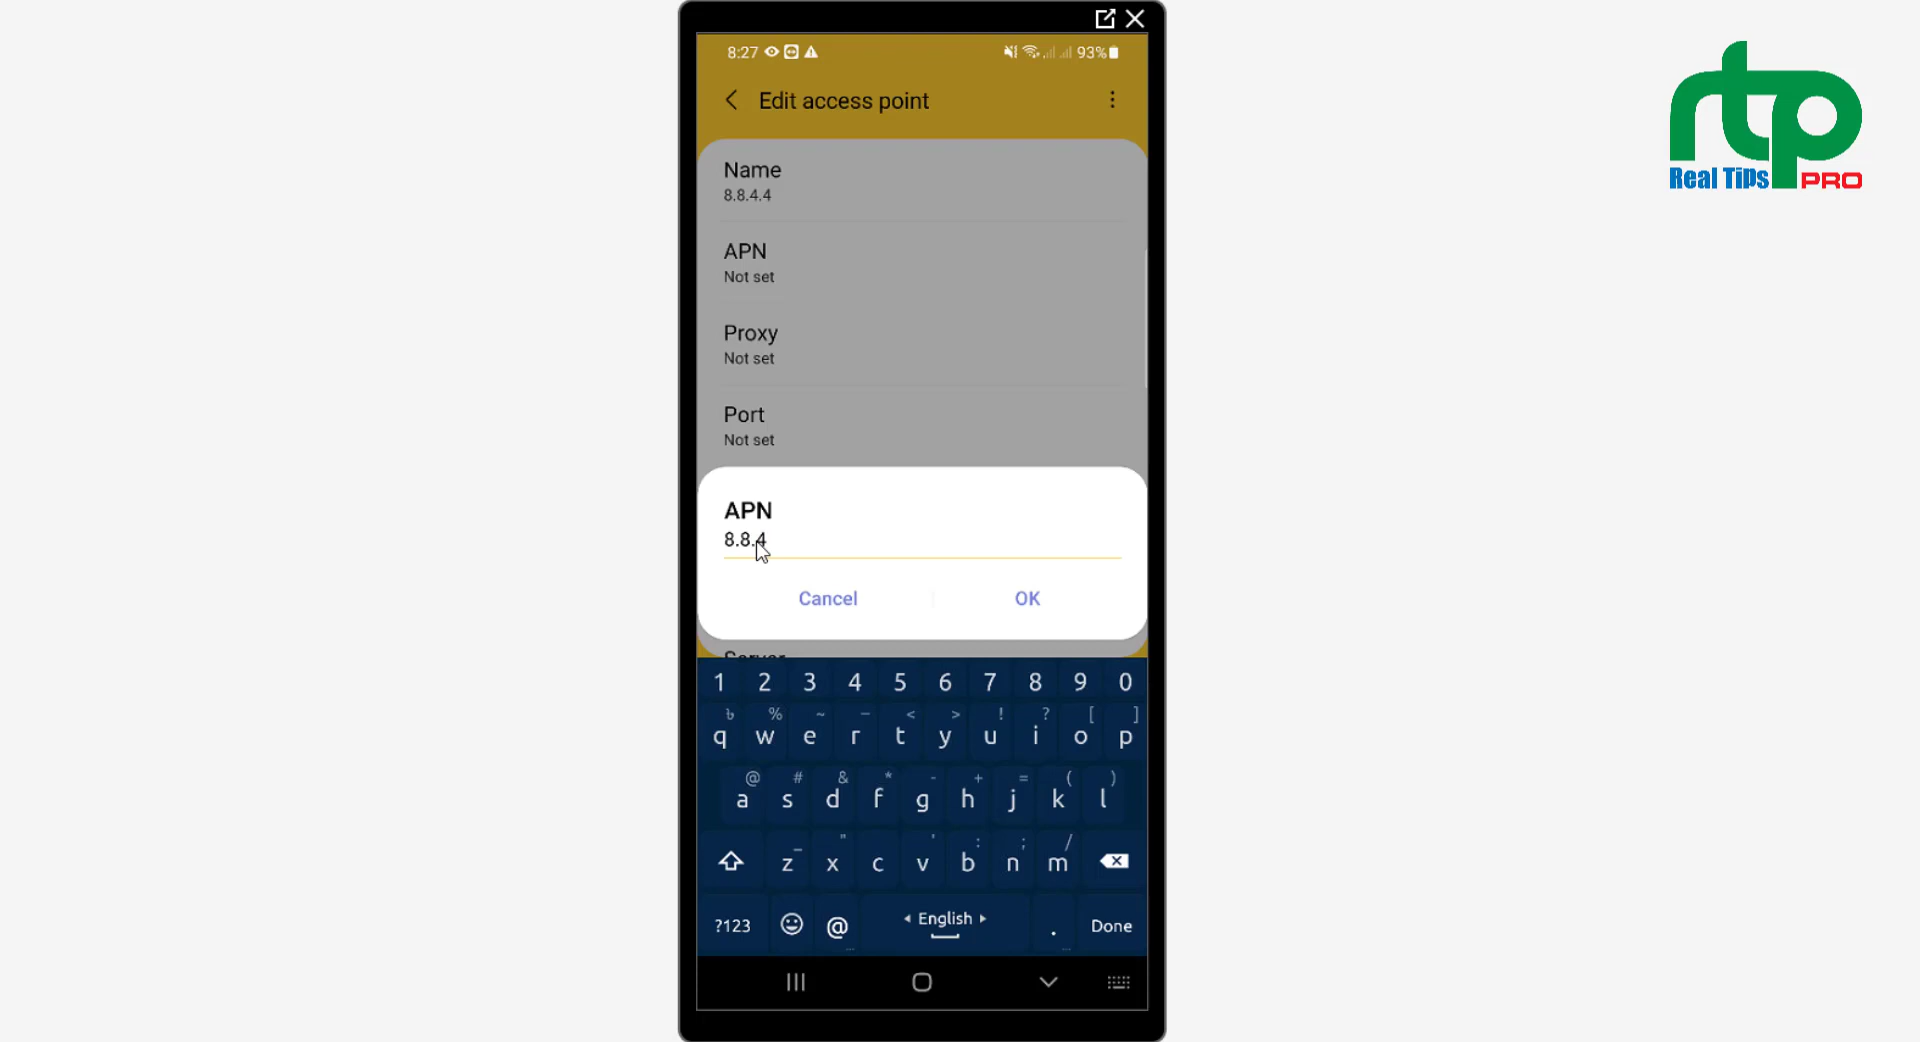 8:27 93%
Edit access point
Name
8.8.4.4
APN
Not set
Proxy
Not set
Port
Not set
APN
8.8.4
Cancel OK
Server
1 2 3 4 5 6 7 8 9 0
৳ % ~ – < > ! ? [ ]
q w e r t y u i o p
@ # & * - + = ( )
a s d f g h j k l
_ " ' : ; /
z x c v b n m
?123 @ English . Done
rtp
Real Tips PRO